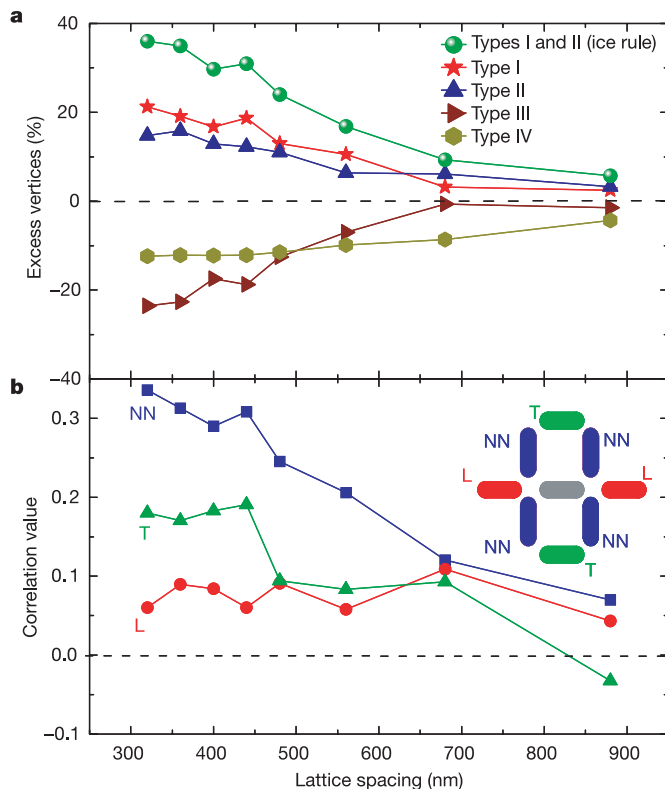 a
Types I and II (ice rule)
Type I
Type II
Type III
Type IV
40
20
0
−20
−40
Excess vertices (%)
b
0.3
0.2
0.1
0.0
−0.1
Correlation value
NN
T
L
T
NN
NN
L
L
NN
NN
T
300 400 500 600 700 800 900
Lattice spacing (nm)